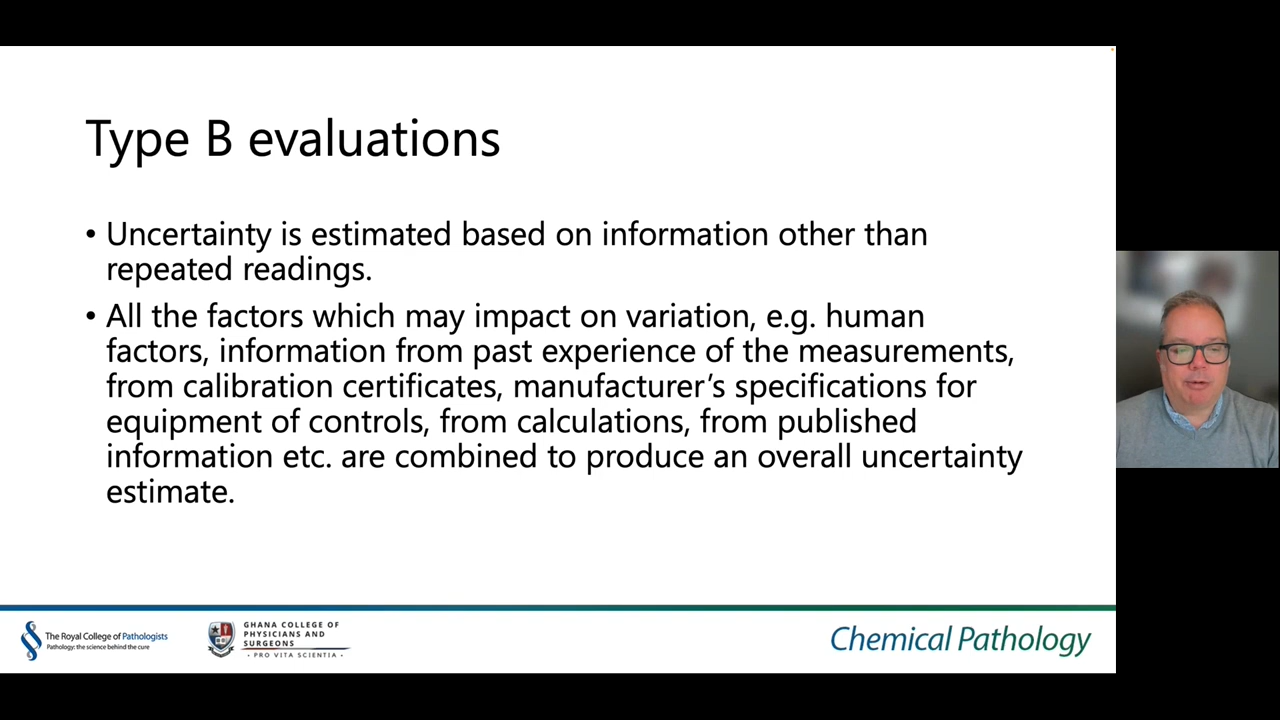 Type B evaluations
• Uncertainty is estimated based on information other than
repeated readings.
• All the factors which may impact on variation, e.g. human
factors, information from past experience of the measurements,
from calibration certificates, manufacturer’s specifications for
equipment of controls, from calculations, from published
information etc. are combined to produce an overall uncertainty
estimate.
The Royal College of Pathologists
Pathology: the science behind the cure
GHANA COLLEGE OF
PHYSICIANS AND
SURGEONS
• PRO VITA SCIENTIA •
Chemical Pathology